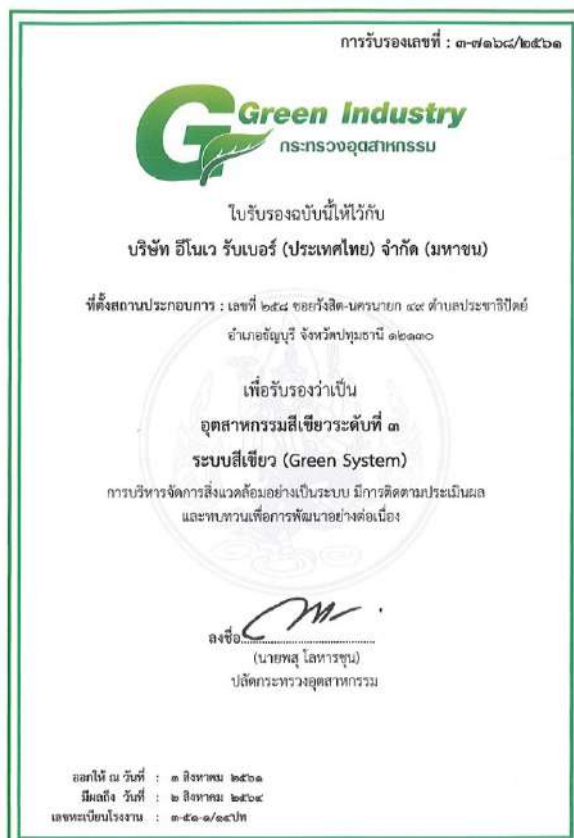 การรับรองเลขที่ : ๓-๗๑๖๘/๒๕๖๑
Green Industry
กระทรวงอุตสาหกรรม
ใบรับรองฉบับนี้ให้ไว้กับ
บริษัท อีโนเว รับเบอร์ (ประเทศไทย) จำกัด (มหาชน)
ที่ตั้งสถานประกอบการ : เลขที่ ๒๕๘ ซอยรังสิต-นครนายก ๔๙ ตำบลประชาธิปัตย์
อำเภอธัญบุรี จังหวัดปทุมธานี ๑๒๑๓๐
เพื่อรับรองว่าเป็น
อุตสาหกรรมสีเขียวระดับที่ ๓
ระบบสีเขียว (Green System)
การบริหารจัดการสิ่งแวดล้อมอย่างเป็นระบบ มีการติดตามประเมินผล
และทบทวนเพื่อการพัฒนาอย่างต่อเนื่อง
ลงชื่อ
(นายพสุ โลหารชุน)
ปลัดกระทรวงอุตสาหกรรม
ออกให้ ณ วันที่ : ๓ สิงหาคม ๒๕๖๑
มีผลถึง วันที่ : ๒ สิงหาคม ๒๕๖๔
เลขทะเบียนโรงงาน : ๓-๕๑-๑/๑๙ปท